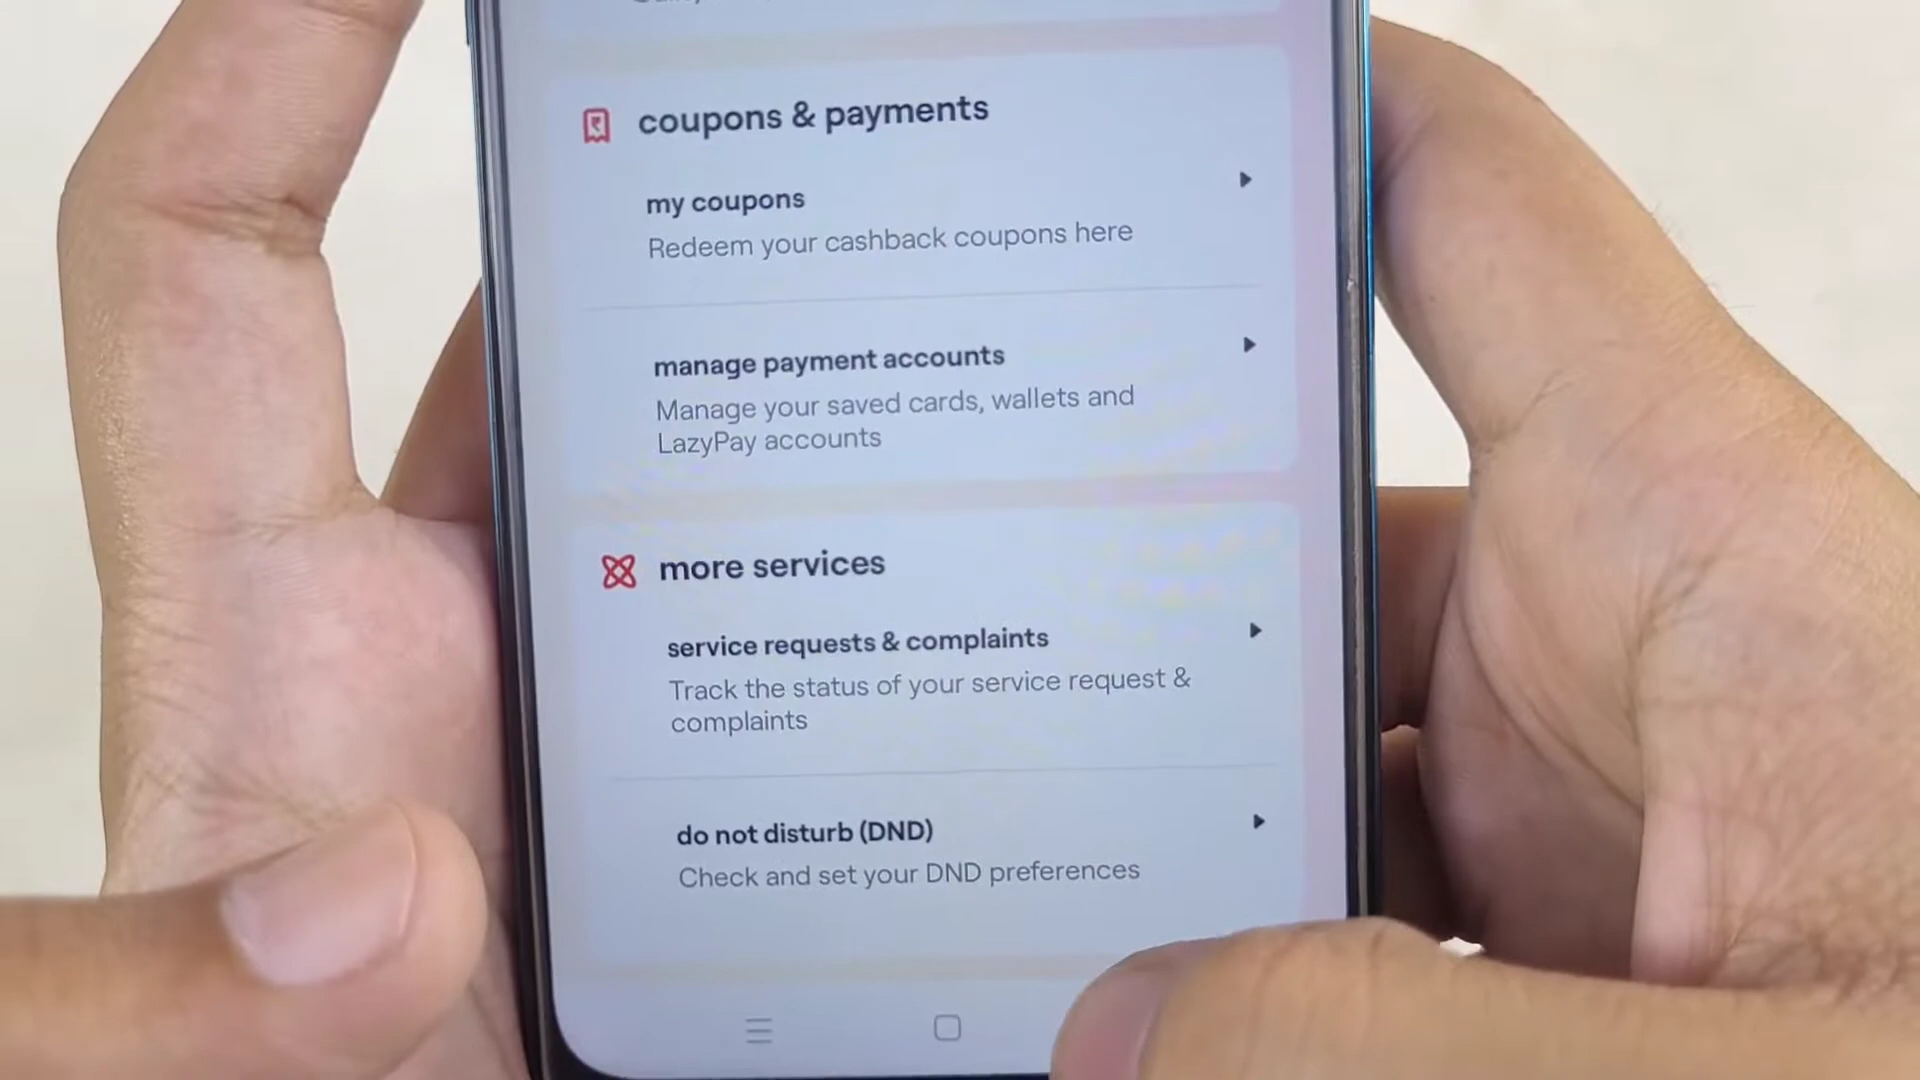 coupons & payments
my coupons
Redeem your cashback coupons here
manage payment accounts
Manage your saved cards, wallets and
LazyPay accounts
more services
service requests & complaints
Track the status of your service request &
complaints
do not disturb (DND)
Check and set your DND preferences